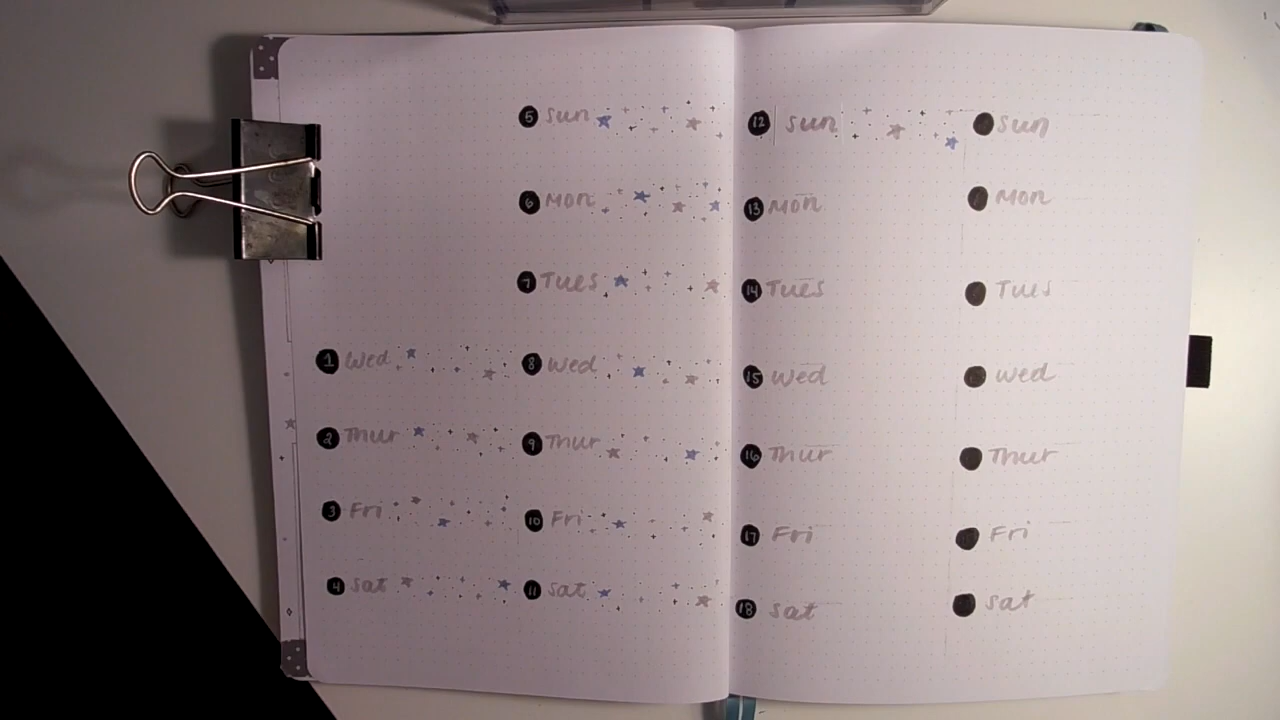 5 Sun
6 Mon
7 Tues
1 Wed
8 Wed
2 Thur
9 Thur
3 Fri
10 Fri
4 Sat
11 Sat
12 Sun
Sun
13 Mon
Mon
14 Tues
Tues
15 Wed
Wed
16 Thur
Thur
17 Fri
Fri
18 Sat
Sat